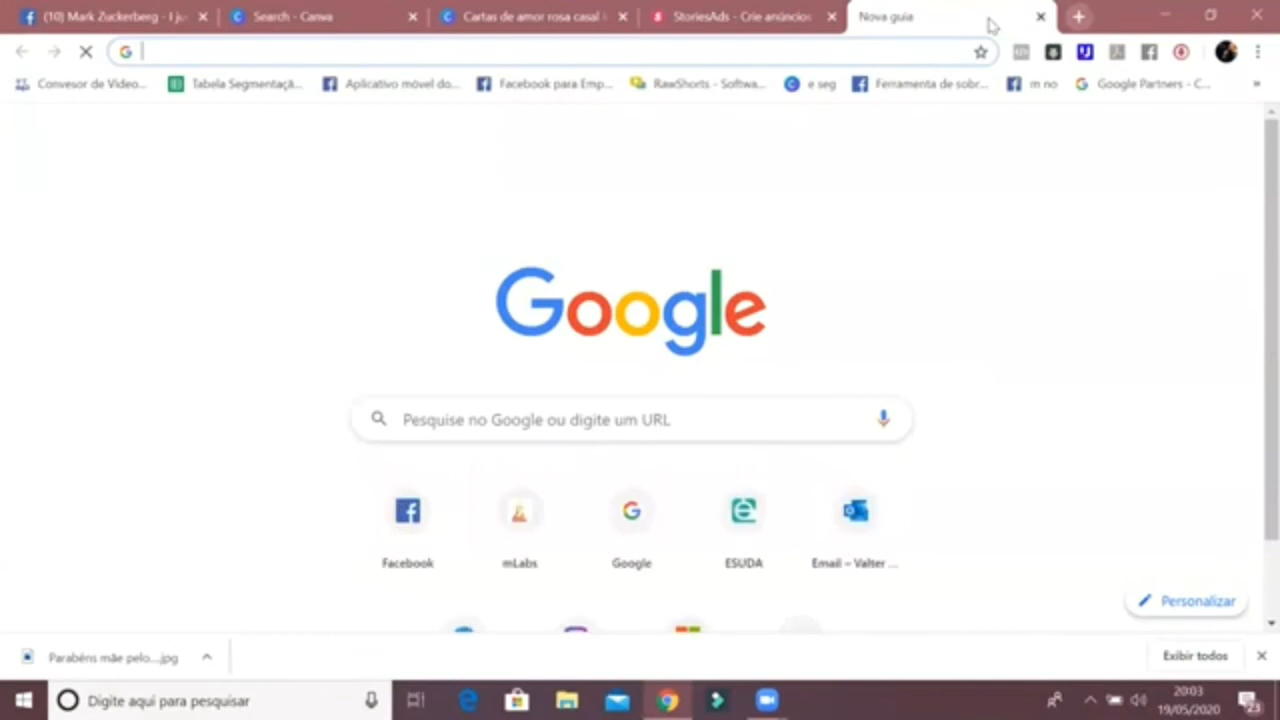 (10) Mark Zuckerberg - I ju
Search - Canva
Cartas de amor rosa casal
StoriesAds - Crie anúncios
Nova guia
Convesor de Video...
Tabela Segmentaçã...
Aplicativo móvel do...
Facebook para Emp...
RawShorts - Softwa...
e seg
Ferramenta de sobr...
m no
Google Partners - C...
Google
Pesquise no Google ou digite um URL
Facebook
mLabs
Google
ESUDA
Email – Valter ...
Personalizar
Parabéns mãe pelo....jpg
Exibir todos
Digite aqui para pesquisar
20:03
19/05/2020
23